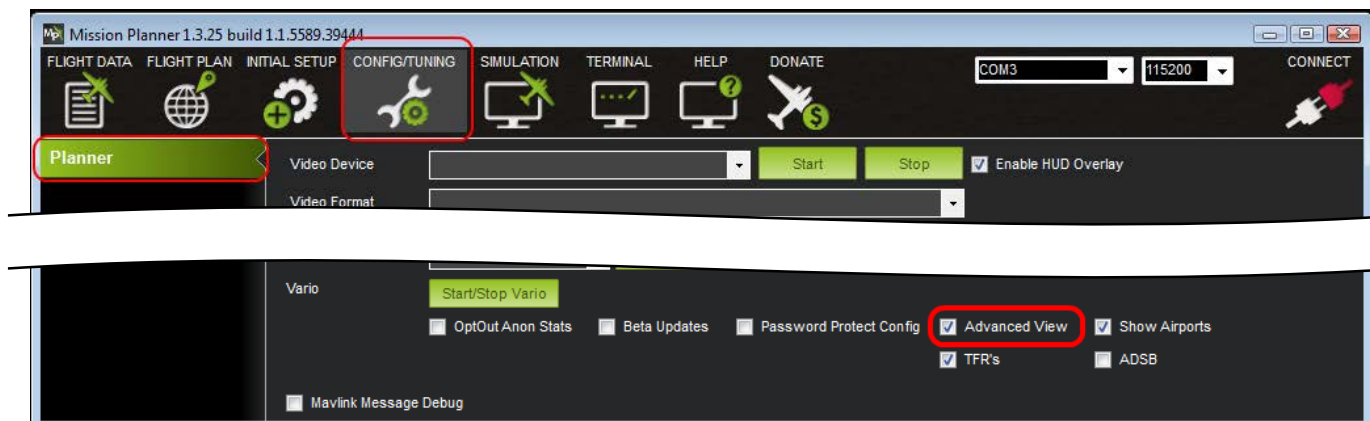 Mission Planner 1.3.25 build 1.1.5589.39444
FLIGHT DATA FLIGHT PLAN INITIAL SETUP CONFIG/TUNING SIMULATION TERMINAL HELP DONATE COM3 115200 CONNECT
Planner
Video Device Start Stop Enable HUD Overlay
Video Format
Vario Start/Stop Vario
OptOut Anon Stats Beta Updates Password Protect Config Advanced View Show Airports
TFR's ADSB
Mavlink Message Debug